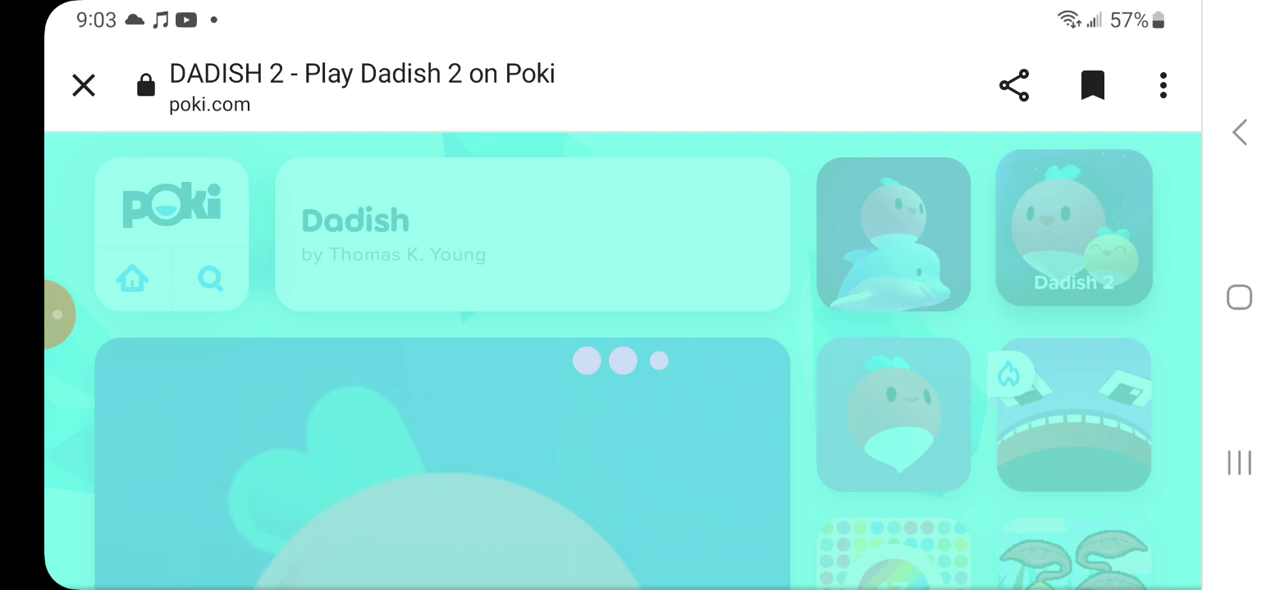 9:03
57%
DADISH 2 - Play Dadish 2 on Poki
poki.com
poki
Dadish
by Thomas K. Young
Dadish 2